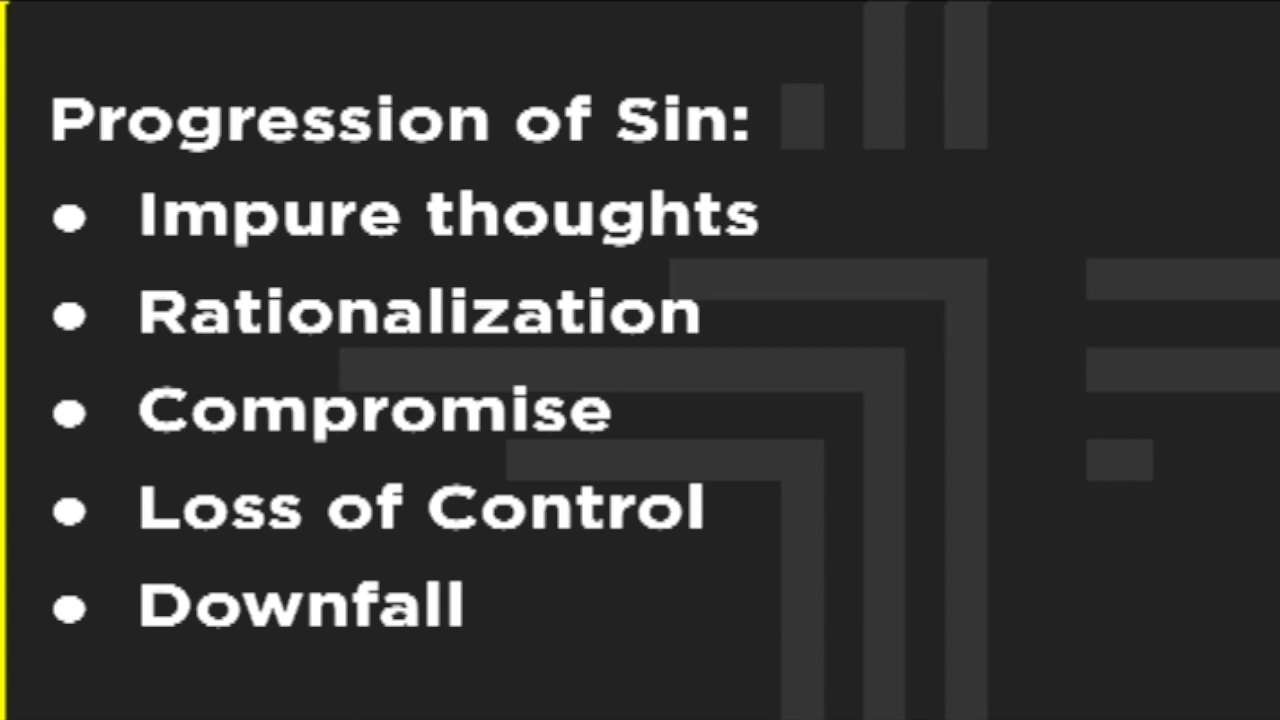 Progression of Sin:
● Impure thoughts
● Rationalization
● Compromise
● Loss of Control
● Downfall